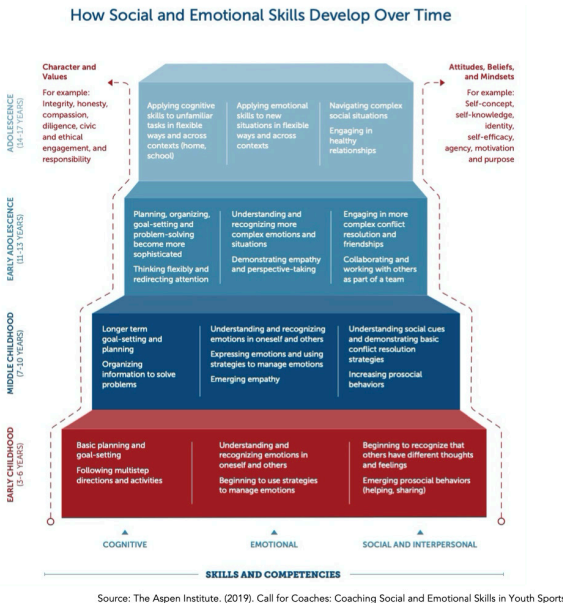 How Social and Emotional Skills Develop Over Time
Character and
Values
For example:
Integrity, honesty,
compassion,
diligence, civic
and ethical
engagement, and
responsibility
Attitudes, Beliefs,
and Mindsets
For example:
Self-concept,
self-knowledge,
identity,
self-efficacy,
agency, motivation
and purpose
ADOLESCENCE
(14-17 YEARS)
Applying cognitive
skills to unfamiliar
tasks in flexible
ways and across
contexts (home,
school)
Applying emotional
skills to new
situations in flexible
ways and across
contexts
Navigating complex
social situations
Engaging in
healthy
relationships
EARLY ADOLESCENCE
(11-13 YEARS)
Planning, organizing,
goal-setting and
problem-solving
become more
sophisticated
Thinking flexibly and
redirecting attention
Understanding and
recognizing more
complex emotions and
situations
Demonstrating empathy
and perspective-taking
Engaging in more
complex conflict
resolution and
friendships
Collaborating and
working with others
as part of a team
MIDDLE CHILDHOOD
(7-10 YEARS)
Longer term
goal-setting and
planning
Organizing
information to solve
problems
Understanding and recognizing
emotions in oneself and others
Expressing emotions and using
strategies to manage emotions
Emerging empathy
Understanding social cues
and demonstrating basic
conflict resolution
strategies
Increasing prosocial
behaviors
EARLY CHILDHOOD
(3-6 YEARS)
Basic planning and
goal-setting
Following multistep
directions and activities
Understanding and
recognizing emotions in
oneself and others
Beginning to use strategies
to manage emotions
Beginning to recognize that
others have different thoughts
and feelings
Emerging prosocial behaviors
(helping, sharing)
COGNITIVE
EMOTIONAL
SOCIAL AND INTERPERSONAL
SKILLS AND COMPETENCIES
Source: The Aspen Institute. (2019). Call for Coaches: Coaching Social and Emotional Skills in Youth Sports